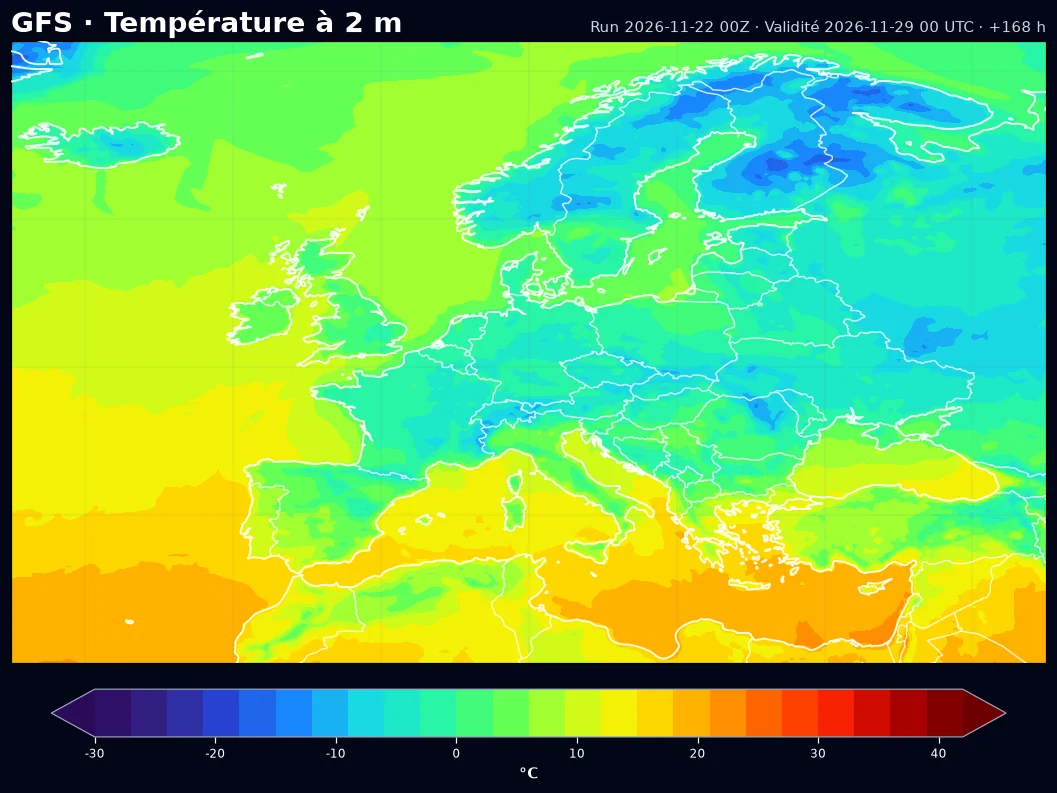 GFS · Température à 2 m
Run 2026-11-22 00Z · Validité 2026-11-29 00 UTC · +168 h
-30 -20 -10 0 10 20 30 40
°C